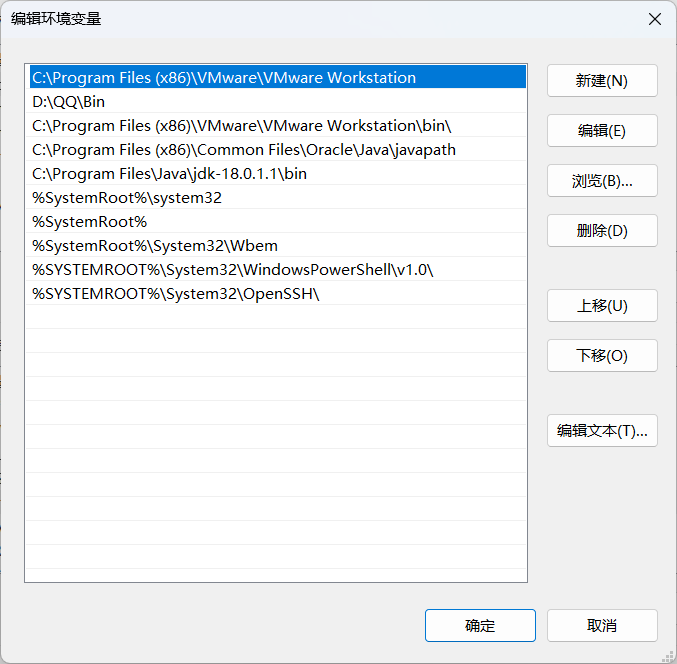 编辑环境变量
C:\Program Files (x86)\VMware\VMware Workstation
D:\QQ\Bin
C:\Program Files (x86)\VMware\VMware Workstation\bin\
C:\Program Files (x86)\Common Files\Oracle\Java\javapath
C:\Program Files\Java\jdk-18.0.1.1\bin
%SystemRoot%\system32
%SystemRoot%
%SystemRoot%\System32\Wbem
%SYSTEMROOT%\System32\WindowsPowerShell\v1.0\
%SYSTEMROOT%\System32\OpenSSH\
新建(N)
编辑(E)
浏览(B)...
删除(D)
上移(U)
下移(O)
编辑文本(T)...
确定
取消